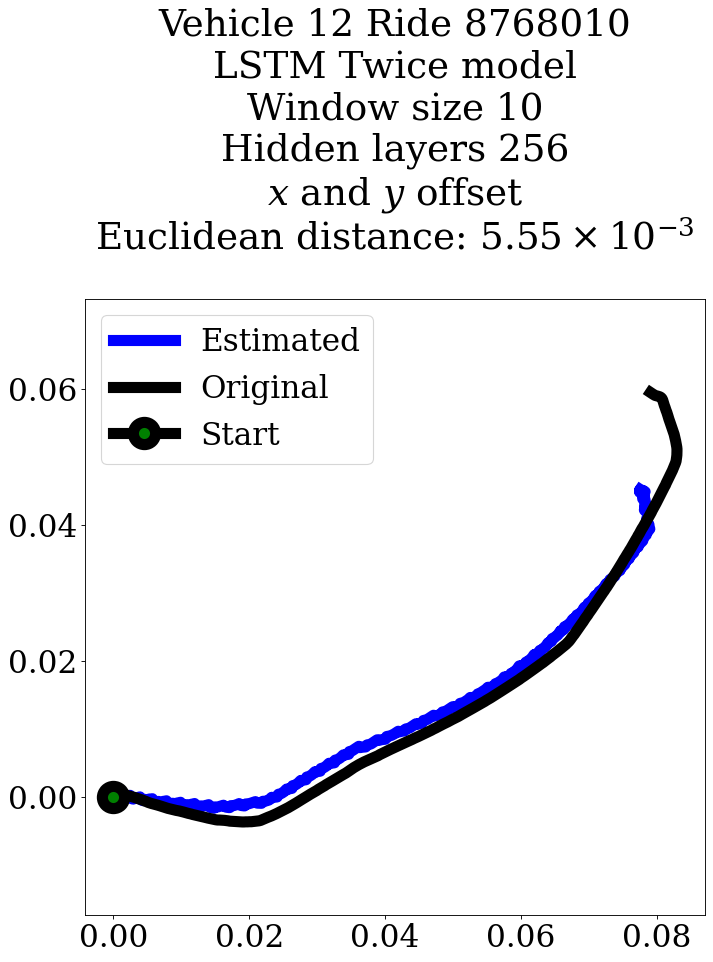 Vehicle 12 Ride 8768010
LSTM Twice model
Window size 10
Hidden layers 256
x and y offset
Euclidean distance: 5.55 × 10⁻³
Estimated
Original
Start
0.06
0.04
0.02
0.00
0.00 0.02 0.04 0.06 0.08